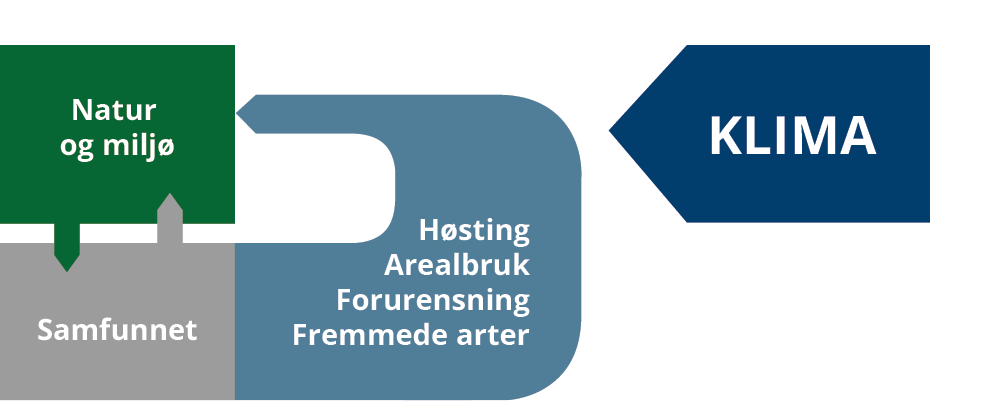 Natur
og miljø
KLIMA
Høsting
Arealbruk
Forurensning
Fremmede arter
Samfunnet